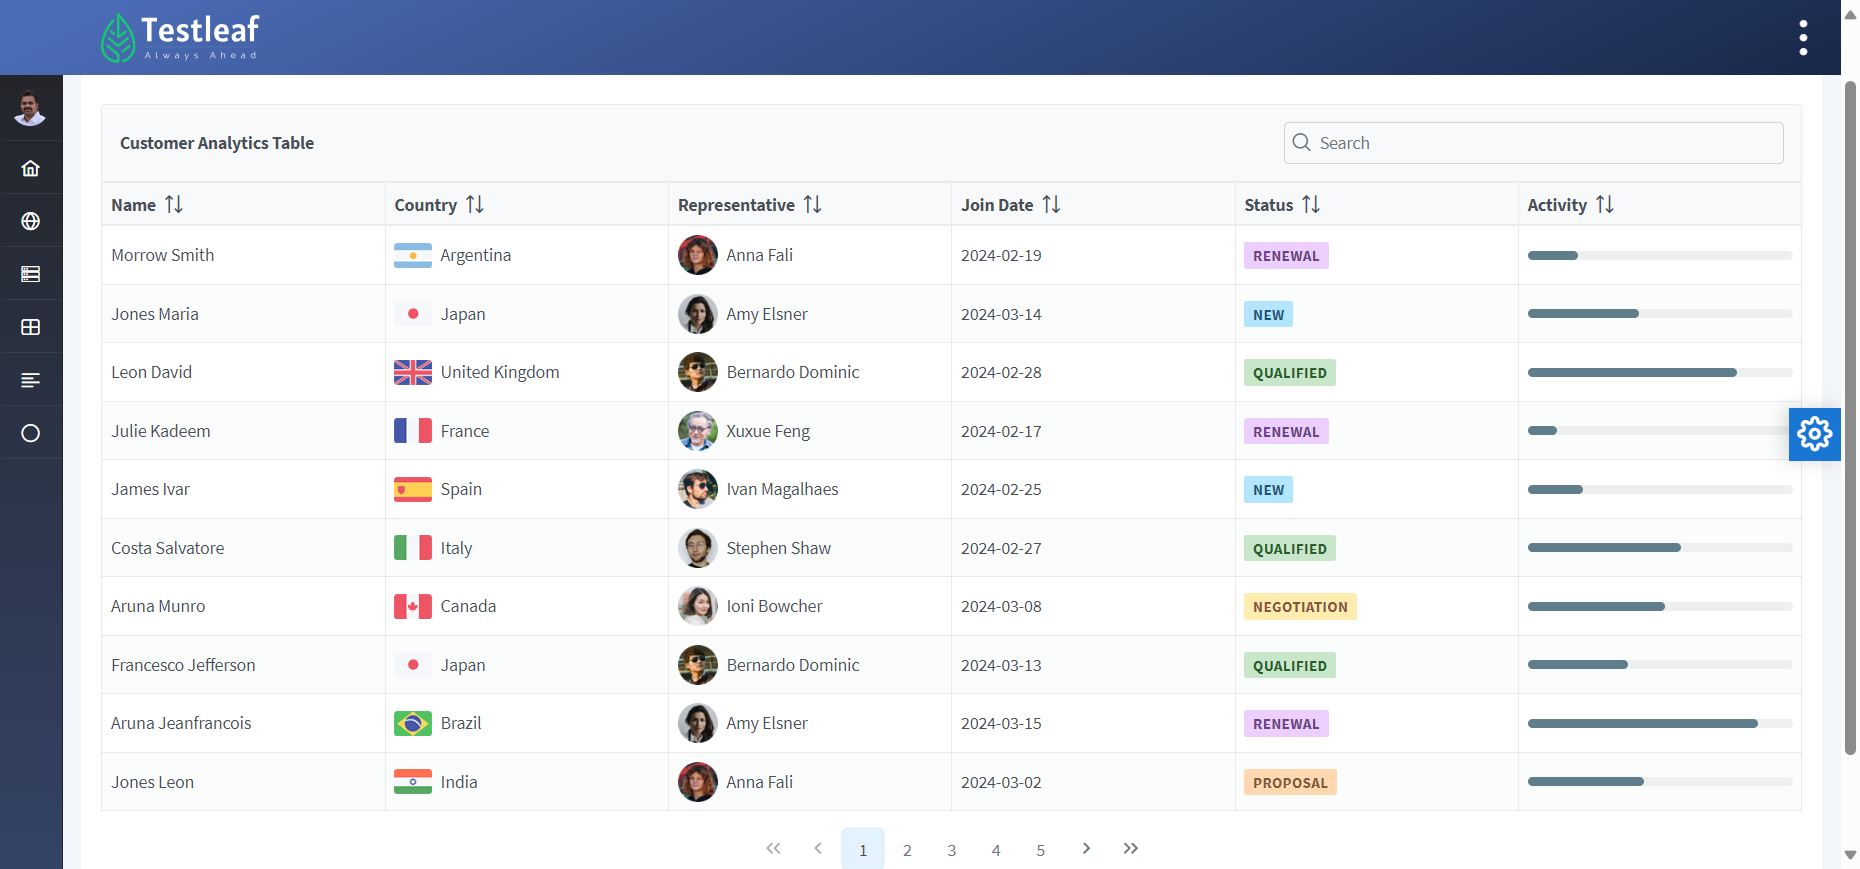 Testleaf
Always Ahead
Customer Analytics Table
Search
Name Country Representative Join Date Status Activity
Morrow Smith Argentina Anna Fali 2024-02-19 RENEWAL
Jones Maria Japan Amy Elsner 2024-03-14 NEW
Leon David United Kingdom Bernardo Dominic 2024-02-28 QUALIFIED
Julie Kadeem France Xuxue Feng 2024-02-17 RENEWAL
James Ivar Spain Ivan Magalhaes 2024-02-25 NEW
Costa Salvatore Italy Stephen Shaw 2024-02-27 QUALIFIED
Aruna Munro Canada Ioni Bowcher 2024-03-08 NEGOTIATION
Francesco Jefferson Japan Bernardo Dominic 2024-03-13 QUALIFIED
Aruna Jeanfrancois Brazil Amy Elsner 2024-03-15 RENEWAL
Jones Leon India Anna Fali 2024-03-02 PROPOSAL
1 2 3 4 5